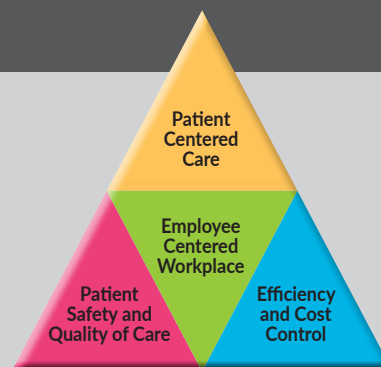 Patient
Centered
Care
Employee
Centered
Workplace
Patient
Safety and
Quality of Care
Efficiency
and Cost
Control